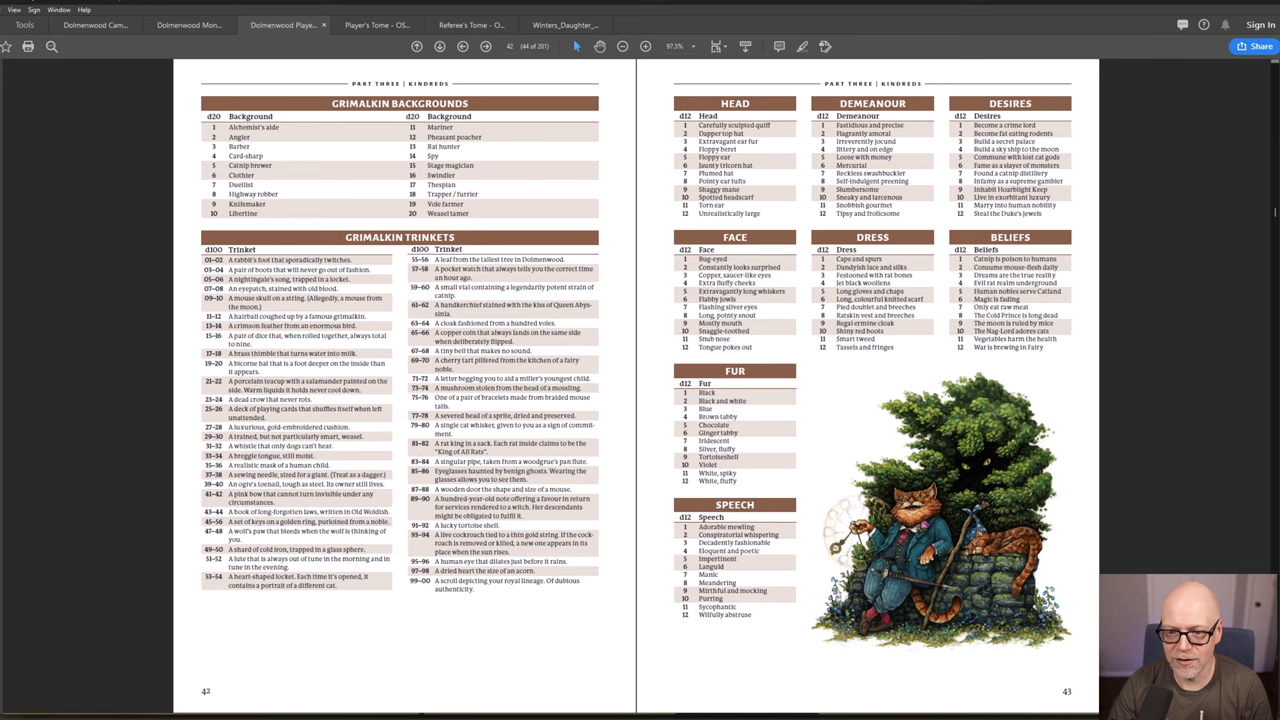 View Sign Window Help
Tools Dolmenwood Cam... Dolmenwood Mon... Dolmenwood Playe... × Player's Tome - OS... Referee's Tome - O... Winters_Daughter_... Sign In
42 (44 of 201) 97.3% Share
PART THREE | KINDREDS
GRIMALKIN BACKGROUNDS
d20 Background d20 Background
1 Alchemist's aide 11 Mariner
2 Angler 12 Pheasant poacher
3 Barber 13 Rat hunter
4 Card-sharp 14 Spy
5 Catnip brewer 15 Stage magician
6 Clothier 16 Swindler
7 Duellist 17 Thespian
8 Highway robber 18 Trapper / furrier
9 Knifemaker 19 Vole farmer
10 Libertine 20 Weasel tamer
GRIMALKIN TRINKETS
d100 Trinket
01–02 A rabbit's foot that sporadically twitches.
03–04 A pair of boots that will never go out of fashion.
05–06 A nightingale's song, trapped in a locket.
07–08 An eyepatch, stained with old blood.
09–10 A mouse skull on a string. (Allegedly, a mouse from
the moon.)
11–12 A hairball coughed up by a famous grimalkin.
13–14 A crimson feather from an enormous bird.
15–16 A pair of dice that, when rolled together, always total
to nine.
17–18 A brass thimble that turns water into milk.
19–20 A bicorne hat that is a foot deeper on the inside than
it appears.
21–22 A porcelain teacup with a salamander painted on the
side. Warm liquids it holds never cool down.
23–24 A dead crow that never rots.
25–26 A deck of playing cards that shuffles itself when left
unattended.
27–28 A luxurious, gold-embroidered cushion.
29–30 A trained, but not particularly smart, weasel.
31–32 A whistle that only dogs can't hear.
33–34 A breggle tongue, still moist.
35–36 A realistic mask of a human child.
37–38 A sewing needle, sized for a giant. (Treat as a dagger.)
39–40 An ogre's toenail, tough as steel. Its owner still lives.
41–42 A pink bow that cannot turn invisible under any
circumstances.
43–44 A book of long-forgotten laws, written in Old Woldish.
45–56 A set of keys on a golden ring, purloined from a noble.
47–48 A wolf's paw that bleeds when the wolf is thinking of
you.
49–50 A shard of cold iron, trapped in a glass sphere.
51–52 A lute that is always out of tune in the morning and in
tune in the evening.
53–54 A heart-shaped locket. Each time it's opened, it
contains a portrait of a different cat.
d100 Trinket
55–56 A leaf from the tallest tree in Dolmenwood.
57–58 A pocket watch that always tells you the correct time
an hour ago.
59–60 A small vial containing a legendarily potent strain of
catnip.
61–62 A handkerchief stained with the kiss of Queen Abys-
sinia.
63–64 A cloak fashioned from a hundred voles.
65–66 A copper coin that always lands on the same side
when deliberately flipped.
67–68 A tiny bell that makes no sound.
69–70 A cherry tart pilfered from the kitchen of a fairy
noble.
71–72 A letter begging you to aid a miller's youngest child.
73–74 A mushroom stolen from the head of a mossling.
75–76 One of a pair of bracelets made from braided mouse
tails.
77–78 A severed head of a sprite, dried and preserved.
79–80 A single cat whisker, given to you as a sign of commit-
ment.
81–82 A rat king in a sack. Each rat inside claims to be the
"King of All Rats".
83–84 A singular pipe, taken from a woodgrue's pan flute.
85–86 Eyeglasses haunted by benign ghosts. Wearing the
glasses allows you to see them.
87–88 A wooden door the shape and size of a mouse.
89–90 A hundred-year-old note offering a favour in return
for services rendered to a witch. Her descendants
might be obligated to fulfil it.
91–92 A lucky tortoise shell.
93–94 A live cockroach tied to a thin gold string. If the cock-
roach is removed or killed, a new one appears in its
place when the sun rises.
95–96 A human eye that dilates just before it rains.
97–98 A dried heart the size of an acorn.
99–00 A scroll depicting your royal lineage. Of dubious
authenticity.
42
PART THREE | KINDREDS
HEAD
d12 Head
1 Carefully sculpted quiff
2 Dapper top hat
3 Extravagant ear fur
4 Floppy beret
5 Floppy ear
6 Jaunty tricorn hat
7 Plumed hat
8 Pointy ear tufts
9 Shaggy mane
10 Spotted headscarf
11 Torn ear
12 Unrealistically large
DEMEANOUR
d12 Demeanour
1 Fastidious and precise
2 Flagrantly amoral
3 Irreverently jocund
4 Jittery and on edge
5 Loose with money
6 Mercurial
7 Reckless swashbuckler
8 Self-indulgent preening
9 Slumbersome
10 Sneaky and larcenous
11 Snobbish gourmet
12 Tipsy and frolicsome
DESIRES
d12 Desires
1 Become a crime lord
2 Become fat eating rodents
3 Build a secret palace
4 Build a sky ship to the moon
5 Commune with lost cat gods
6 Fame as a slayer of monsters
7 Found a catnip distillery
8 Infamy as a supreme gambler
9 Inhabit Hoarblight Keep
10 Live in exorbitant luxury
11 Marry into human nobility
12 Steal the Duke's jewels
FACE
d12 Face
1 Bug-eyed
2 Constantly looks surprised
3 Copper, saucer-like eyes
4 Extra fluffy cheeks
5 Extravagantly long whiskers
6 Flabby jowls
7 Flashing silver eyes
8 Long, pointy snout
9 Mostly mouth
10 Snaggle-toothed
11 Snub nose
12 Tongue pokes out
DRESS
d12 Dress
1 Cape and spurs
2 Dandyish lace and silks
3 Festooned with rat bones
4 Jet black woollens
5 Long gloves and chaps
6 Long, colourful knitted scarf
7 Pied doublet and breeches
8 Ratskin vest and breeches
9 Regal ermine cloak
10 Shiny red boots
11 Smart tweed
12 Tassels and fringes
BELIEFS
d12 Beliefs
1 Catnip is poison to humans
2 Consume mouse-flesh daily
3 Dreams are the true reality
4 Evil rat realm underground
5 Human nobles serve Catland
6 Magic is fading
7 Only eat raw meat
8 The Cold Prince is long dead
9 The moon is ruled by mice
10 The Nag-Lord adores cats
11 Vegetables harm the health
12 War is brewing in Fairy
FUR
d12 Fur
1 Black
2 Black and white
3 Blue
4 Brown tabby
5 Chocolate
6 Ginger tabby
7 Iridescent
8 Silver, fluffy
9 Tortoiseshell
10 Violet
11 White, spiky
12 White, fluffy
SPEECH
d12 Speech
1 Adorable mewling
2 Conspiratorial whispering
3 Decadently fashionable
4 Eloquent and poetic
5 Impertinent
6 Languid
7 Manic
8 Meandering
9 Mirthful and mocking
10 Purring
11 Sycophantic
12 Wilfully abstruse
43